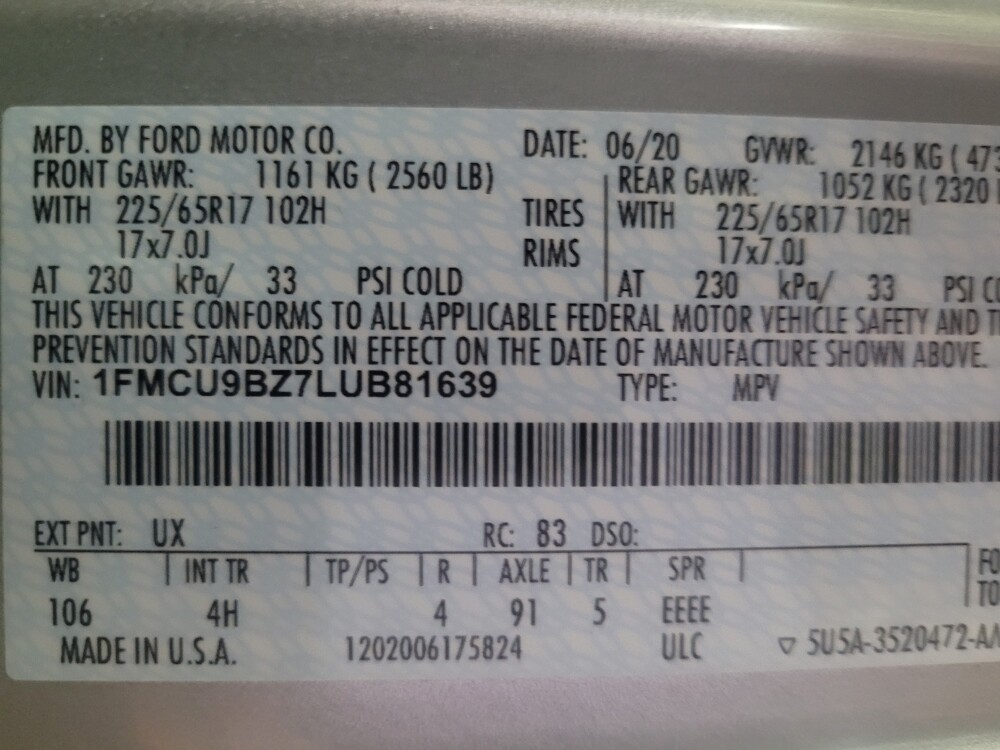 MFD. BY FORD MOTOR CO. DATE: 06/20 GVWR: 2146 KG ( 473
FRONT GAWR: 1161 KG ( 2560 LB) REAR GAWR: 1052 KG ( 2320
WITH 225/65R17 102H TIRES WITH 225/65R17 102H
17x7.0J RIMS 17x7.0J
AT 230 kPa/ 33 PSI COLD AT 230 kPa/ 33 PSI
THIS VEHICLE CONFORMS TO ALL APPLICABLE FEDERAL MOTOR VEHICLE SAFETY AND
PREVENTION STANDARDS IN EFFECT ON THE DATE OF MANUFACTURE SHOWN ABOVE.
VIN: 1FMCU9BZ7LUB81639 TYPE: MPV
EXT PNT: UX RC: 83 DSO:
WB INT TR TP/PS R AXLE TR SPR
106 4H 4 91 5 EEEE
MADE IN U.S.A. 1202006175824 ULC ▽ 5U5A-3520472-AA